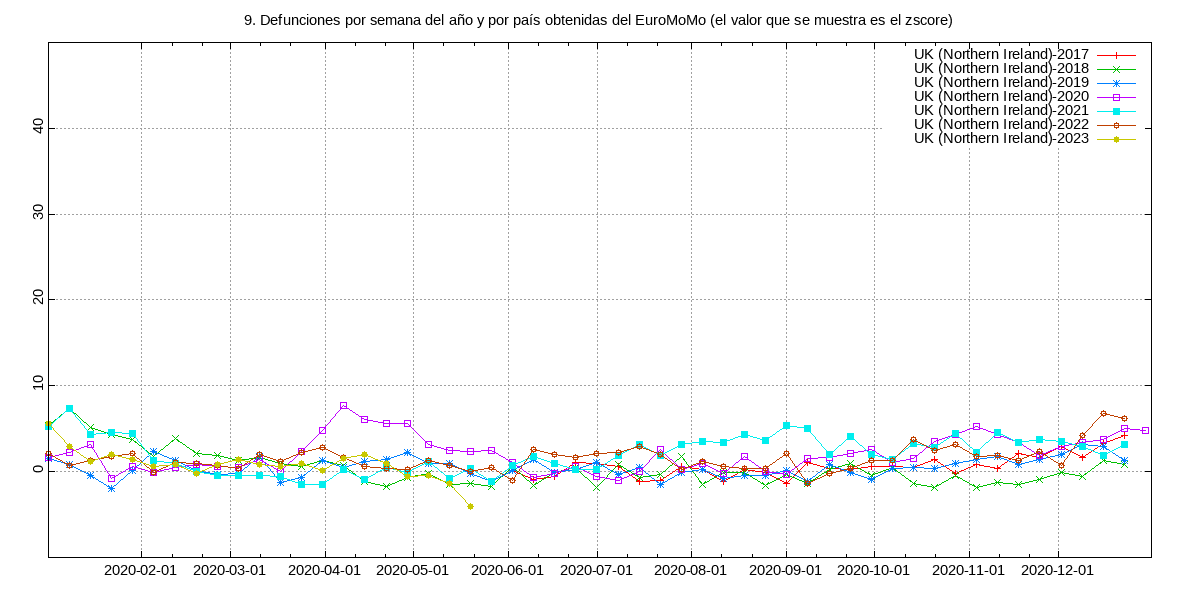 9. Defunciones por semana del año y por país obtenidas del EuroMoMo (el valor que se muestra es el zscore)
UK (Northern Ireland)-2017
UK (Northern Ireland)-2018
UK (Northern Ireland)-2019
UK (Northern Ireland)-2020
UK (Northern Ireland)-2021
UK (Northern Ireland)-2022
UK (Northern Ireland)-2023
40
30
20
10
0
2020-02-01 2020-03-01 2020-04-01 2020-05-01 2020-06-01 2020-07-01 2020-08-01 2020-09-01 2020-10-01 2020-11-01 2020-12-01